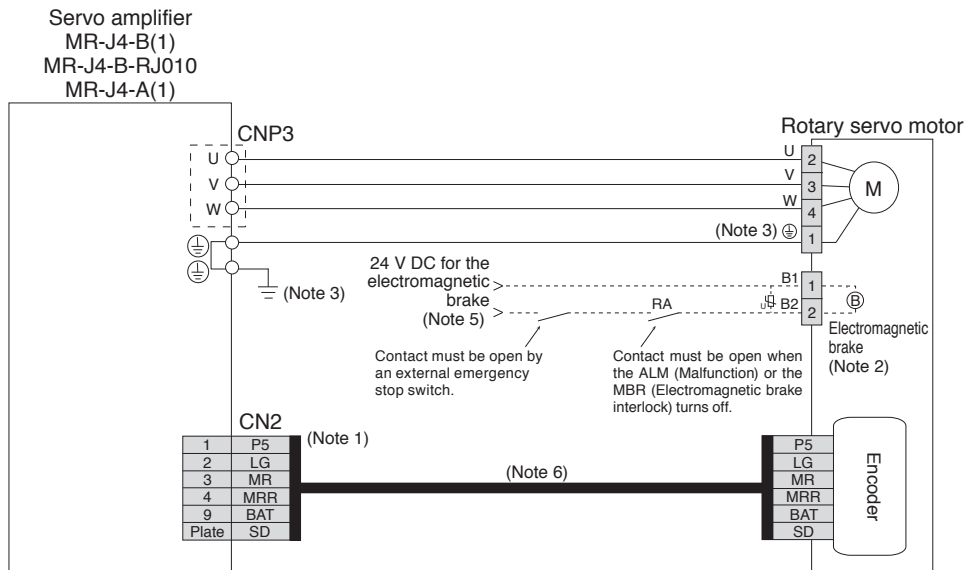 Servo amplifier
MR-J4-B(1)
MR-J4-B-RJ010
MR-J4-A(1)
CNP3
U
V
W
(Note 3)
Rotary servo motor
U 2
V 3
W 4
(Note 3) 1
M
24 V DC for the
electromagnetic
brake
(Note 5)
B1 1
U B2 2
RA
B
Electromagnetic
brake
(Note 2)
Contact must be open by
an external emergency
stop switch.
Contact must be open when
the ALM (Malfunction) or the
MBR (Electromagnetic brake
interlock) turns off.
CN2
(Note 1)
1 P5
2 LG
3 MR
4 MRR
9 BAT
Plate SD
(Note 6)
P5
LG
MR
MRR
BAT
SD
Encoder